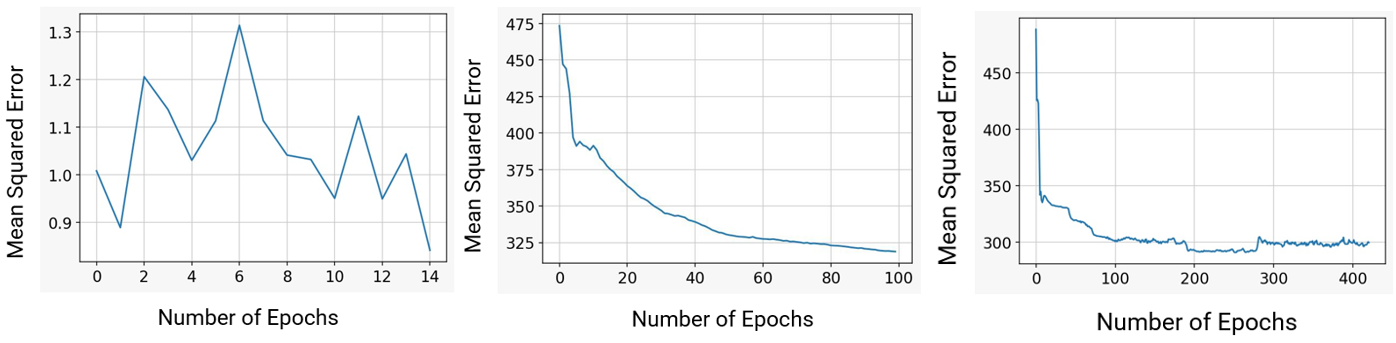 Mean Squared Error
1.3
1.2
1.1
1.0
0.9
0 2 4 6 8 10 12 14
Number of Epochs
Mean Squared Error
475
450
425
400
375
350
325
0 20 40 60 80 100
Number of Epochs
Mean Squared Error
450
400
350
300
0 100 200 300 400
Number of Epochs